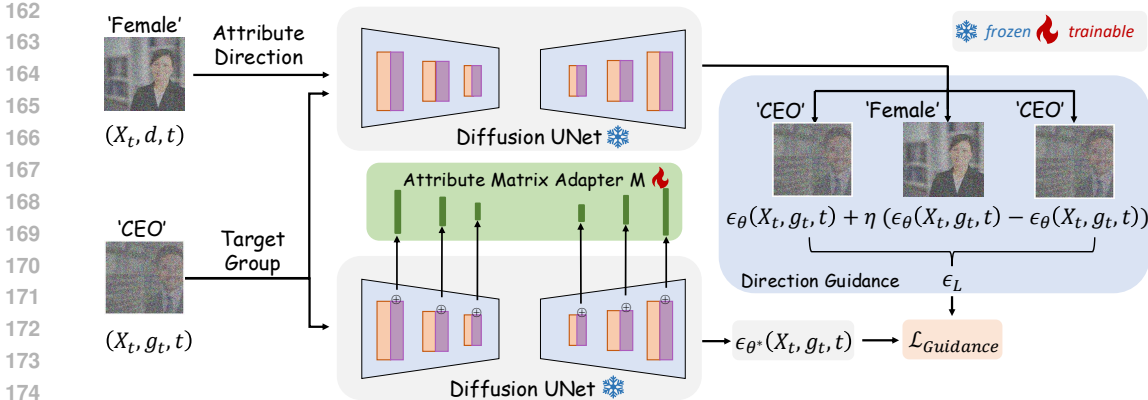 162
163
164
165
166
167
168
169
170
171
172
173
174
'Female'
(X_t, d, t)
Attribute
Direction
'CEO'
(X_t, g_t, t)
Target
Group
Diffusion UNet
Attribute Matrix Adapter M
Diffusion UNet
frozen trainable
'CEO' 'Female' 'CEO'
ϵ_θ(X_t, g_t, t) + η (ϵ_θ(X_t, g_t, t) − ϵ_θ(X_t, g_t, t))
Direction Guidance ϵ_L
ϵ_θ*(X_t, g_t, t)
ℒ_Guidance